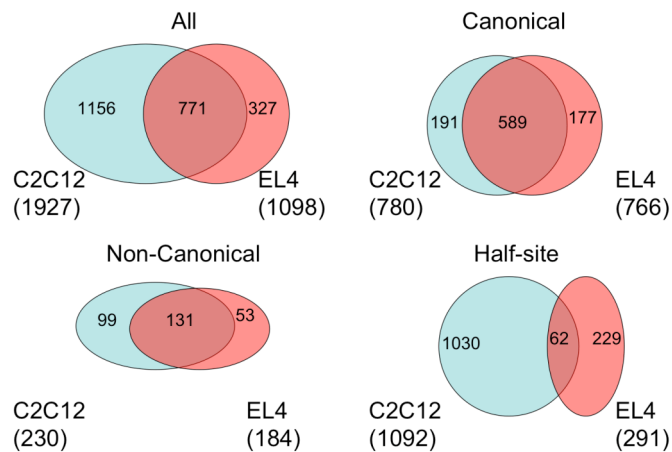 All
1156
771
327
C2C12
(1927)
EL4
(1098)
Canonical
191
589
177
C2C12
(780)
EL4
(766)
Non-Canonical
99
131
53
C2C12
(230)
EL4
(184)
Half-site
1030
62
229
C2C12
(1092)
EL4
(291)